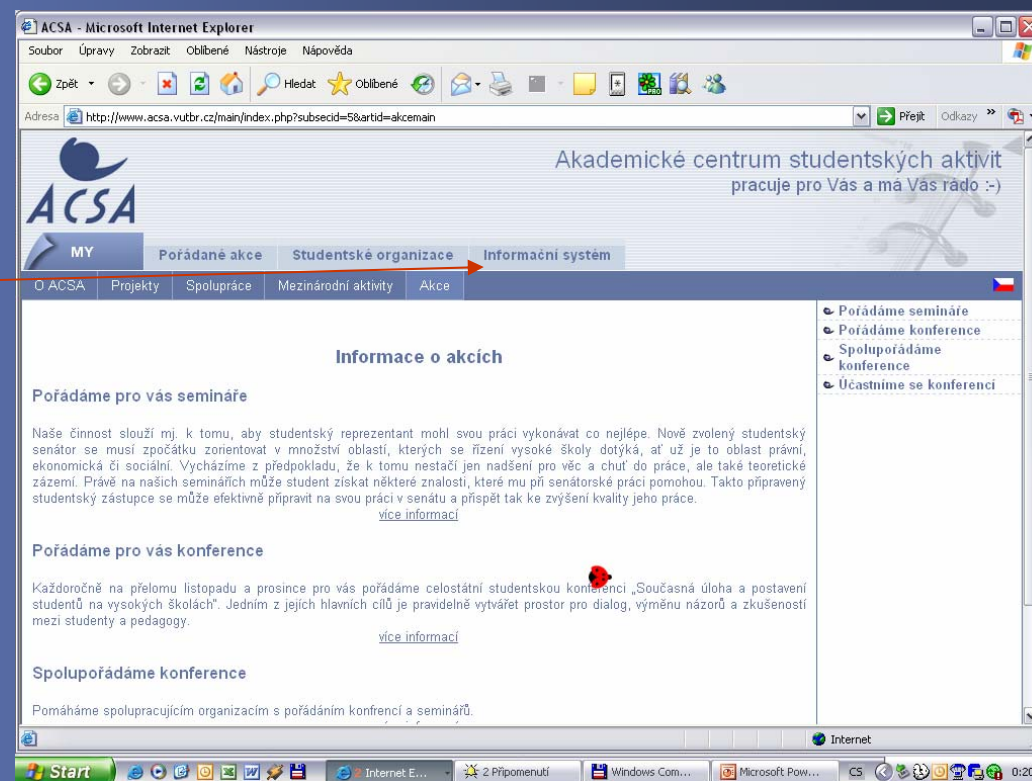 ACSA - Microsoft Internet Explorer
Soubor Úpravy Zobrazit Oblíbené Nástroje Nápověda
Zpět Hledat Oblíbené
Adresa http://www.acsa.vutbr.cz/main/index.php?subsecid=5&artid=akcemain Přejít Odkazy »
ACSA
Akademické centrum studentských aktivit
pracuje pro Vás a má Vás rádo :-)
MY Pořádané akce Studentské organizace Informační systém
O ACSA Projekty Spolupráce Mezinárodní aktivity Akce
Informace o akcích
Pořádáme pro vás semináře
Naše činnost slouží mj. k tomu, aby studentský reprezentant mohl svou práci vykonávat co nejlépe. Nově zvolený studentský
senátor se musí zpočátku zorientovat v množství oblastí, kterých se řízení vysoké školy dotýká, ať už je to oblast právní,
ekonomická či sociální. Vycházíme z předpokladu, že k tomu nestačí jen nadšení pro věc a chuť do práce, ale také teoretické
zázemí. Právě na našich seminářích může student získat některé znalosti, které mu při senátorské práci pomohou. Takto připravený
studentský zástupce se může efektivně připravit na svou práci v senátu a přispět tak ke zvýšení kvality jeho práce.
více informací
Pořádáme pro vás konference
Každoročně na přelomu listopadu a prosince pro vás pořádáme celostátní studentskou konferenci „Současná úloha a postavení
studentů na vysokých školách". Jedním z jejích hlavních cílů je pravidelně vytvářet prostor pro dialog, výměnu názorů a zkušeností
mezi studenty a pedagogy.
více informací
Spolupořádáme konference
Pomáháme spolupracujícím organizacím s pořádáním konfrencí a seminářů.
Pořádáme semináře
Pořádáme konference
Spolupořádáme
konference
Účastníme se konferencí
Internet
Start 2 Internet E... 2 Připomenutí Windows Com... Microsoft Pow... CS